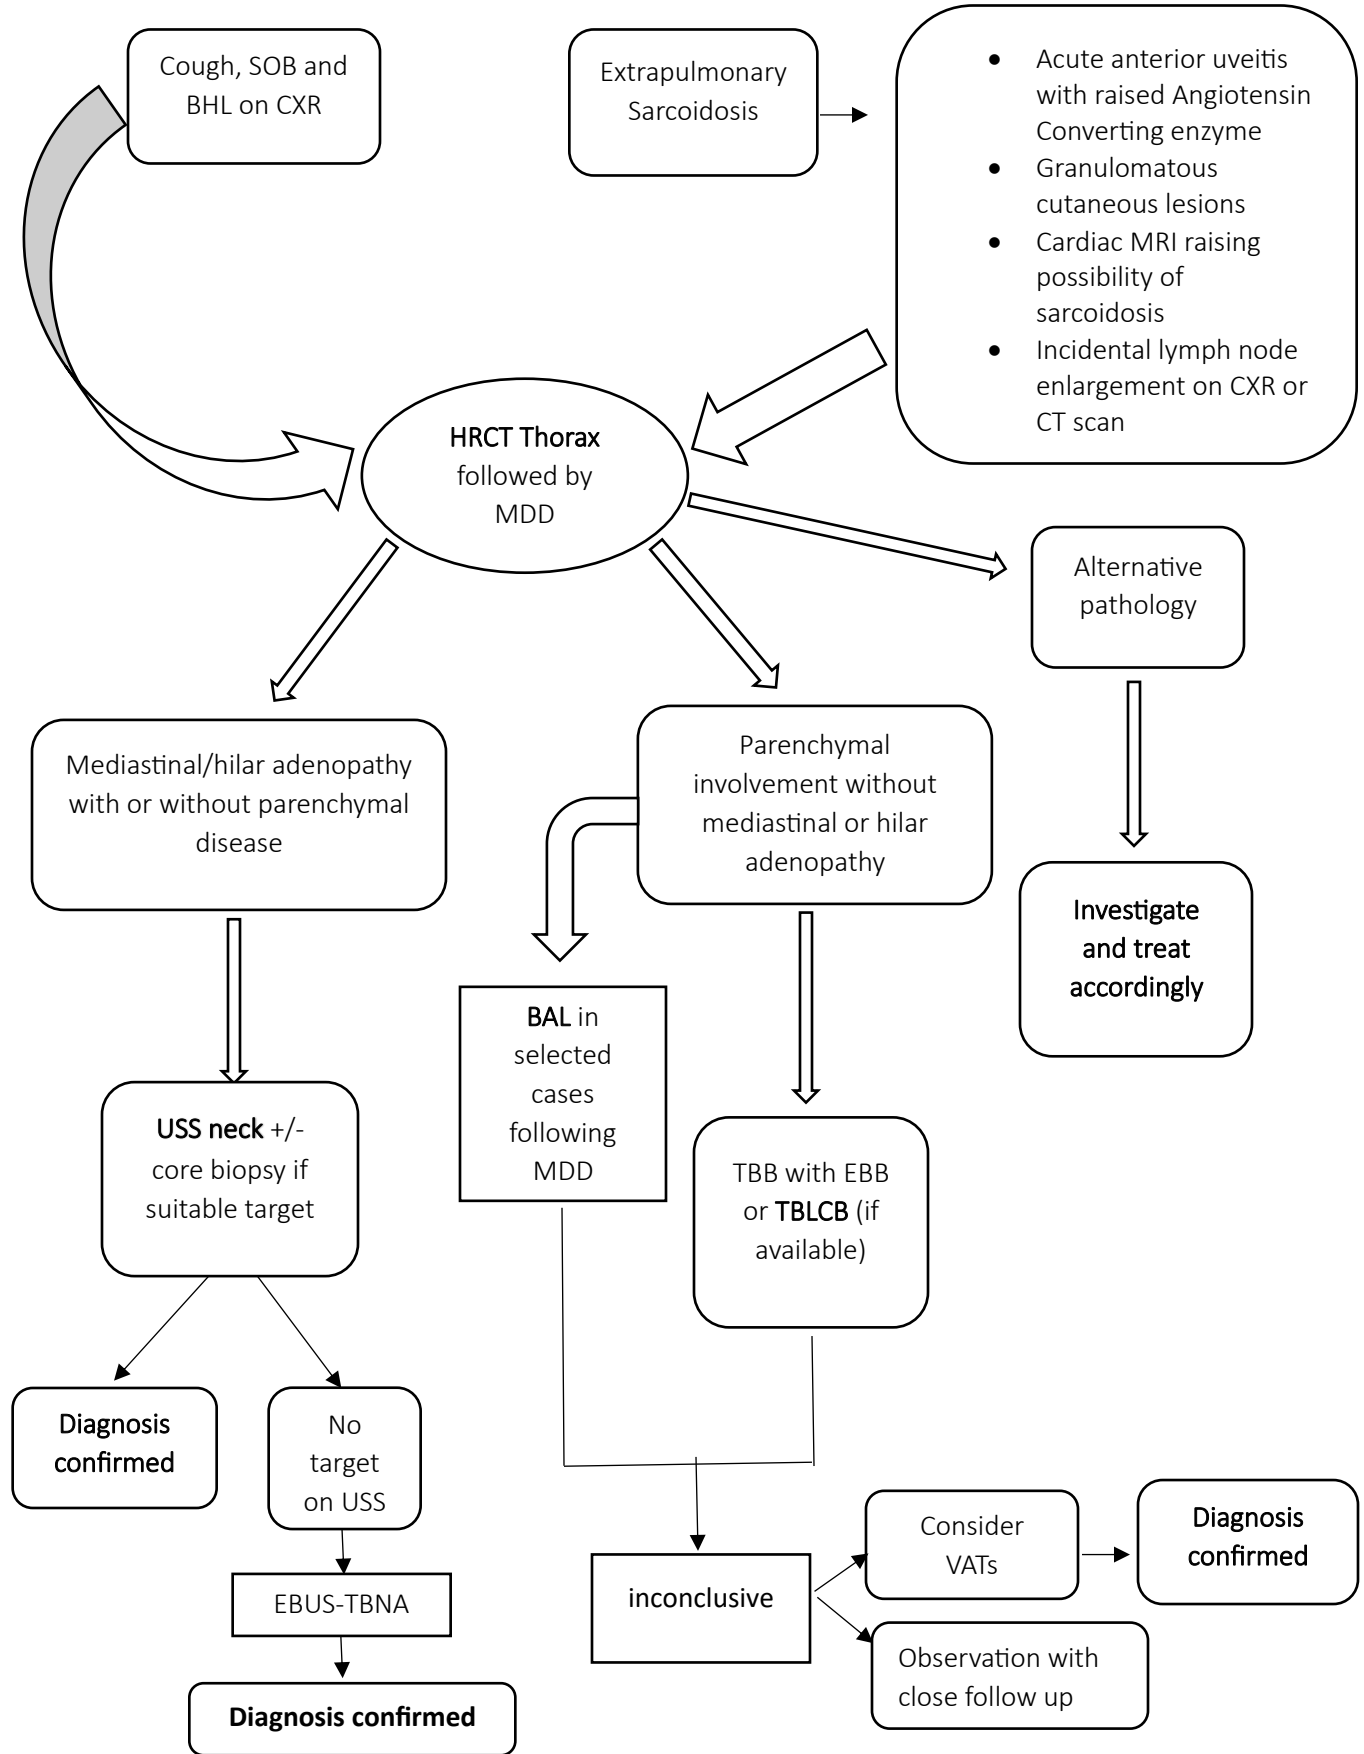 Cough, SOB and
BHL on CXR
Extrapulmonary
Sarcoidosis
• Acute anterior uveitis
with raised Angiotensin
Converting enzyme
• Granulomatous
cutaneous lesions
• Cardiac MRI raising
possibility of
sarcoidosis
• Incidental lymph node
enlargement on CXR or
CT scan
HRCT Thorax
followed by
MDD
Alternative
pathology
Mediastinal/hilar adenopathy
with or without parenchymal
disease
Parenchymal
involvement without
mediastinal or hilar
adenopathy
Investigate
and treat
accordingly
BAL in
selected
cases
following
MDD
USS neck +/-
core biopsy if
suitable target
TBB with EBB
or TBLCB (if
available)
Diagnosis
confirmed
No
target
on USS
Consider
VATs
Diagnosis
confirmed
EBUS-TBNA
inconclusive
Observation with
close follow up
Diagnosis confirmed